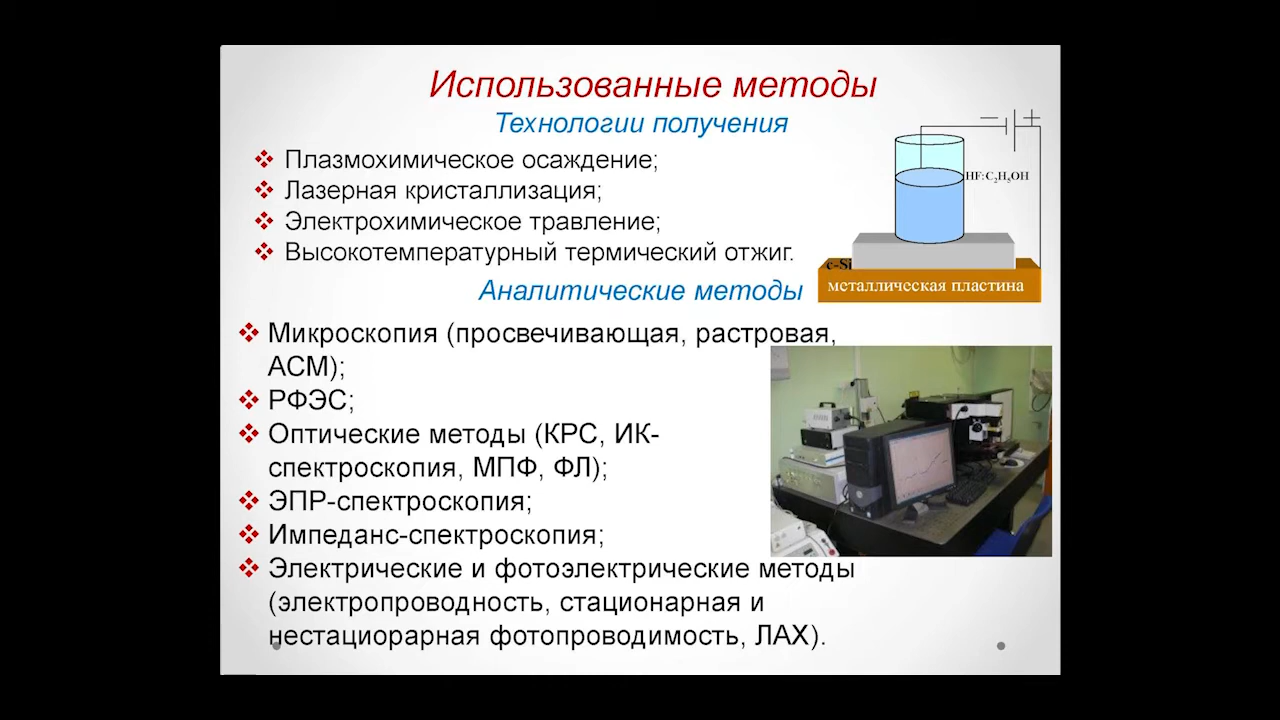 Использованные методы
Технологии получения
Плазмохимическое осаждение;
Лазерная кристаллизация;
Электрохимическое травление;
Высокотемпературный термический отжиг.
− +
HF:C₂H₅OH
c-Si
металлическая пластина
Аналитические методы
Микроскопия (просвечивающая, растровая,
АСМ);
РФЭС;
Оптические методы (КРС, ИК-
спектроскопия, МПФ, ФЛ);
ЭПР-спектроскопия;
Импеданс-спектроскопия;
Электрические и фотоэлектрические методы
(электропроводность, стационарная и
нестациорарная фотопроводимость, ЛАХ).